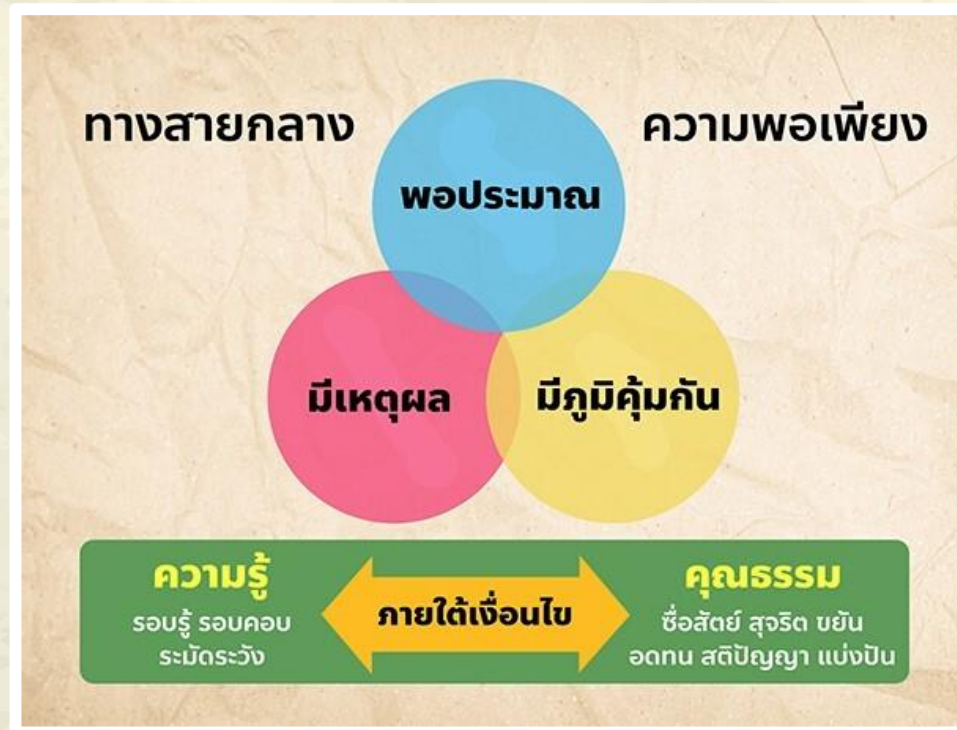 ทางสายกลาง
ความพอเพียง
พอประมาณ
มีเหตุผล
มีภูมิคุ้มกัน
ความรู้
รอบรู้ รอบคอบ
ระมัดระวัง
ภายใต้เงื่อนไข
คุณธรรม
ซื่อสัตย์ สุจริต ขยัน
อดทน สติปัญญา แบ่งปัน